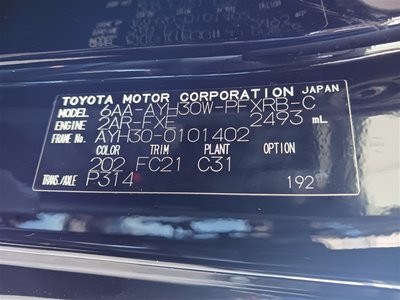 TOYOTA MOTOR CORPORATION JAPAN
MODEL 6AA-AYH30W-PFXRB-C
ENGINE 2AR-FXE 2493 mL
FRAME No. AYH30-0101402
COLOR TRIM PLANT OPTION
202 FC21 C31
TRANS./AXLE P314 192